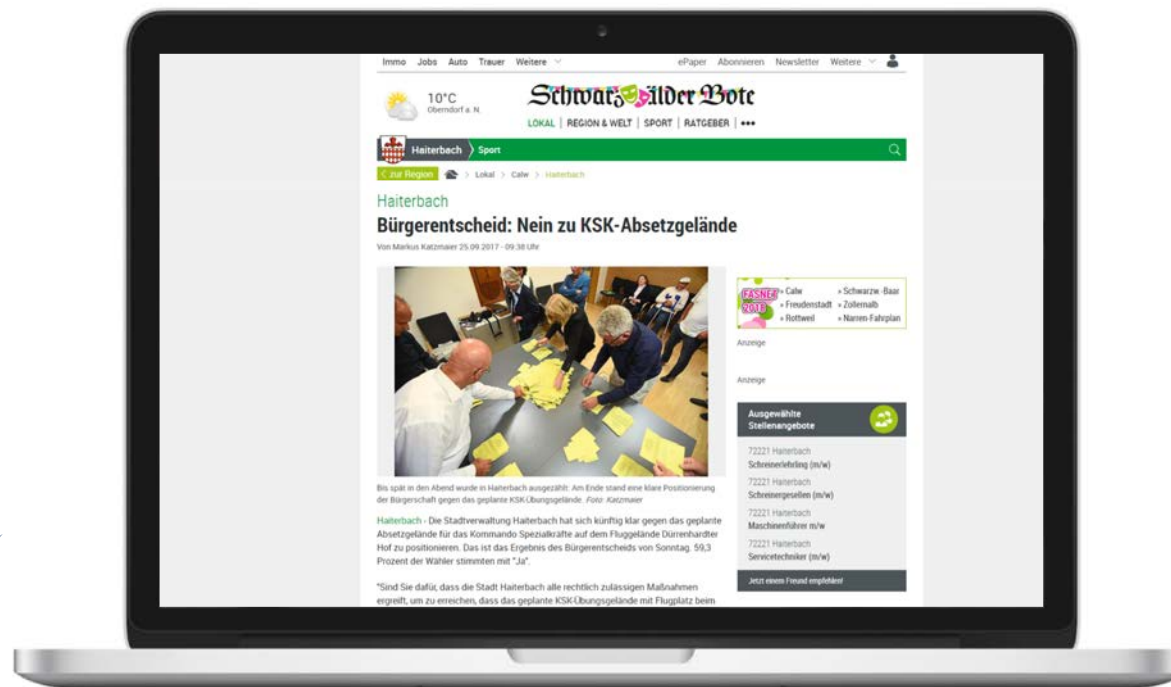 Immo Jobs Auto Trauer Weitere
ePaper Abonnieren Newsletter Weitere
10°C
Oberndorf a. N.
Schwarzwälder Bote
LOKAL | REGION & WELT | SPORT | RATGEBER | •••
Haiterbach Sport
< zur Region > Lokal > Calw > Haiterbach
Haiterbach
Bürgerentscheid: Nein zu KSK-Absetzgelände
Von Markus Katzmaier 25.09.2017 - 09:38 Uhr
Bis spät in den Abend wurde in Haiterbach ausgezählt: Am Ende stand eine klare Positionierung
der Bürgerschaft gegen das geplante KSK-Übungsgelände. Foto: Katzmaier
Haiterbach - Die Stadtverwaltung Haiterbach hat sich künftig klar gegen das geplante
Absetzgelände für das Kommando Spezialkräfte auf dem Fluggelände Dürrenhardter
Hof zu positionieren. Das ist das Ergebnis des Bürgerentscheids von Sonntag. 59,3
Prozent der Wähler stimmten mit "Ja".
"Sind Sie dafür, dass die Stadt Haiterbach alle rechtlich zulässigen Maßnahmen
ergreift, um zu erreichen, dass das geplante KSK-Übungsgelände mit Flugplatz beim
FASNET
2018
» Calw
» Freudenstadt
» Rottweil
» Schwarzw.-Baar
» Zollernalb
» Narren-Fahrplan
Anzeige
Anzeige
Ausgewählte
Stellenangebote
72221 Haiterbach
Schreinerlehrling (m/w)
72221 Haiterbach
Schreinergesellen (m/w)
72221 Haiterbach
Maschinenführer m/w
72221 Haiterbach
Servicetechniker (m/w)
Jetzt einem Freund empfehlen!